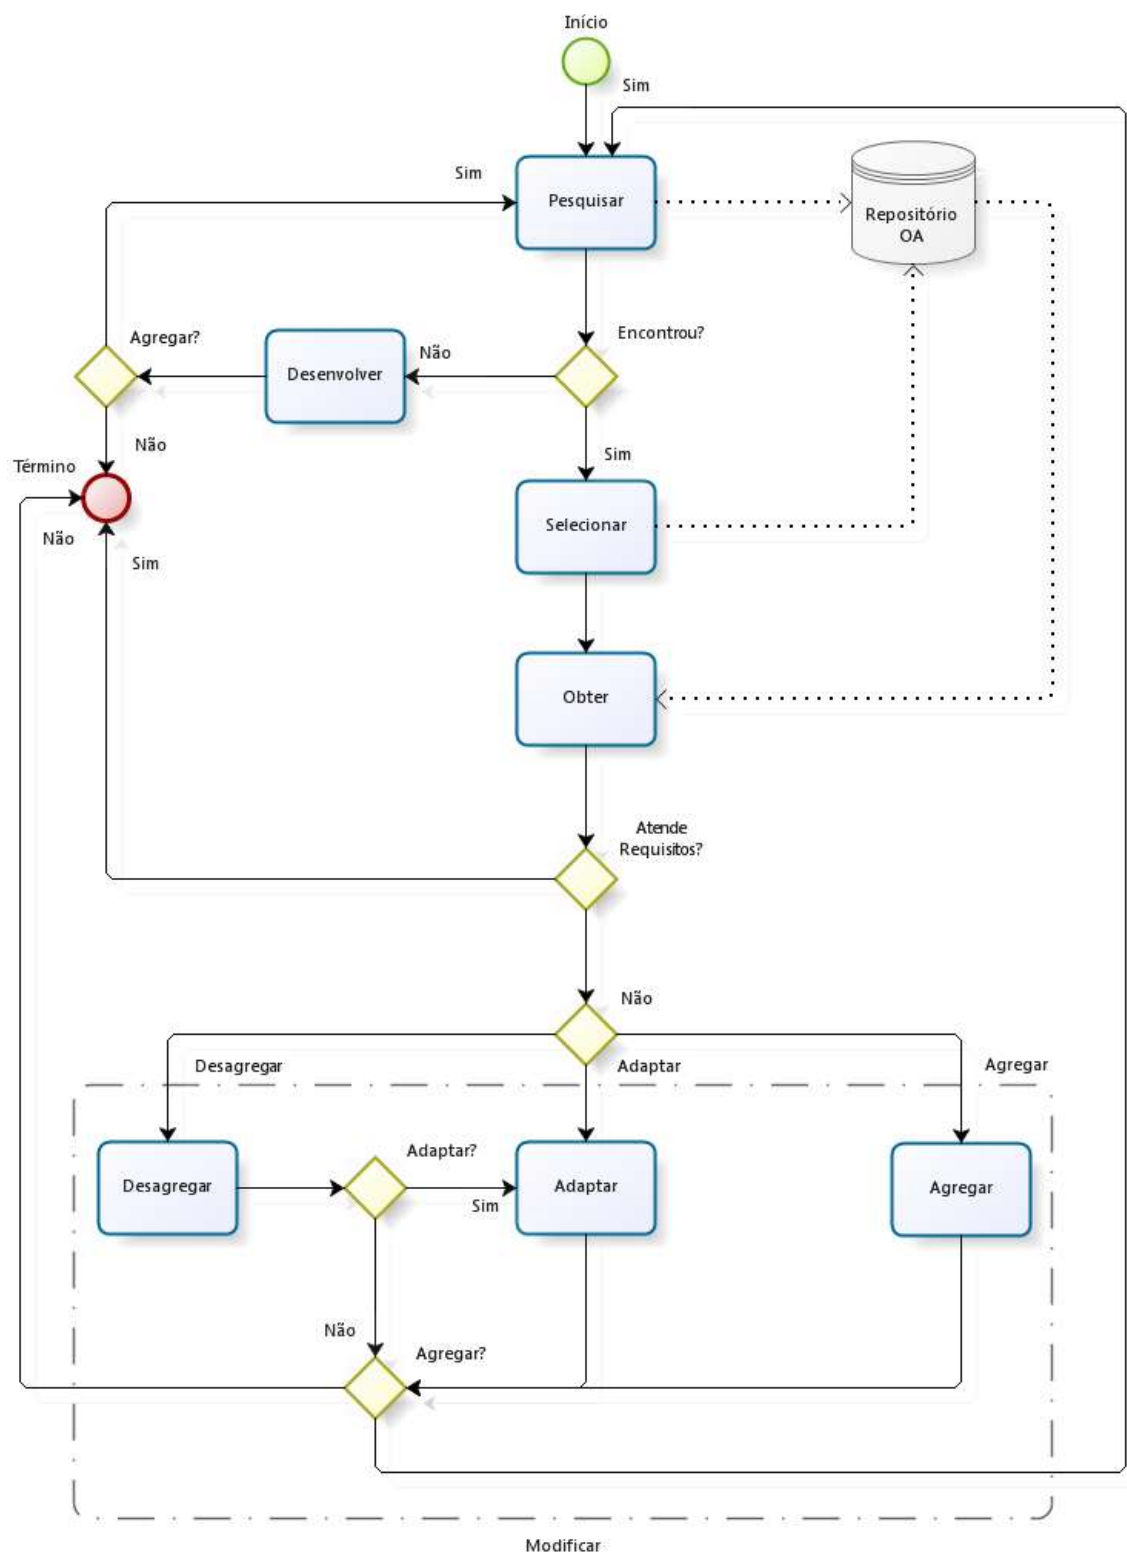 Início
Sim
Sim
Pesquisar
Repositório
OA
Encontrou?
Agregar?
Não
Desenvolver
Não
Sim
Término
Não
Sim
Selecionar
Obter
Atende
Requisitos?
Não
Desagregar
Adaptar
Agregar
Adaptar?
Desagregar
Adaptar
Agregar
Sim
Não
Agregar?
Modificar